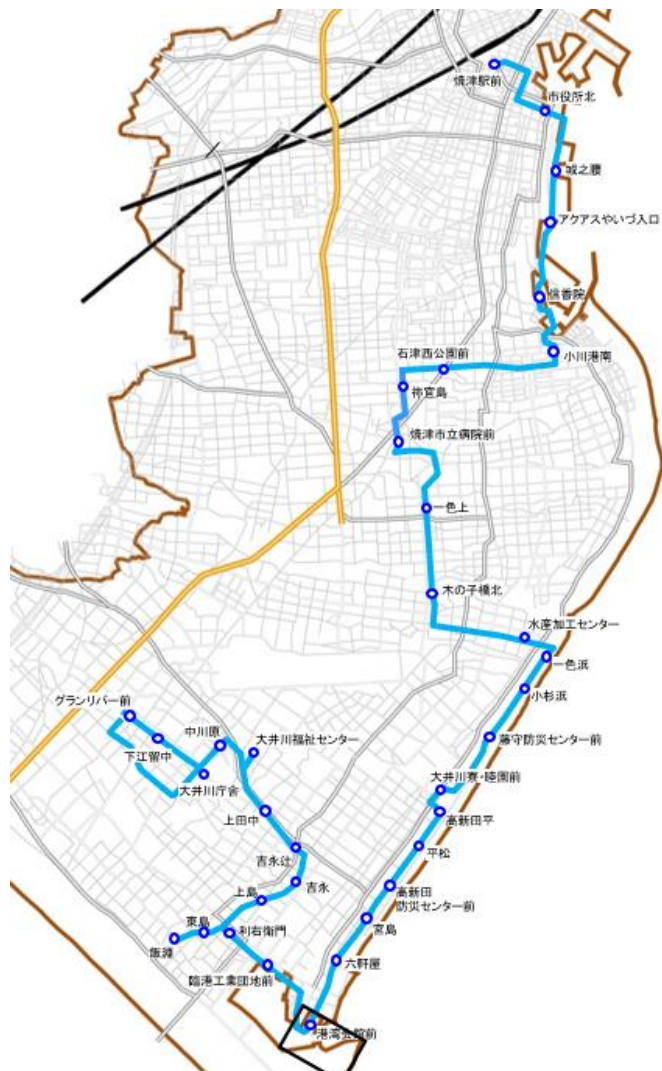 焼津駅前
市役所北
城之腰
アクアスやいづ入口
信香院
小川港南
石津西公園前
祢宜島
焼津市立病院前
一色上
木の子橋北
水産加工センター
一色浜
小杉浜
藤守防災センター前
グランリバー前
中川原
大井川福祉センター
下江留中
大井川庁舎
上田中
大井川寮・睦園前
高新田平
平松
吉永辻
吉永
高新田
防災センター前
上島
宮島
東島
利右衛門
飯淵
六軒屋
臨港工業団地前
港湾会館前